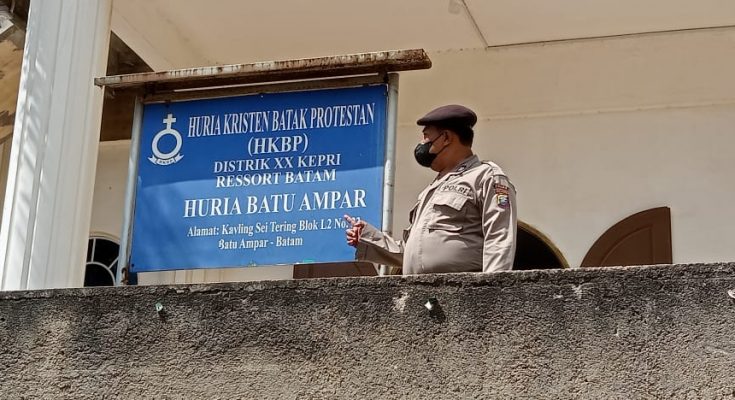 HURIA KRISTEN BATAK PROTESTAN
(HKBP)
DISTRIK XX KEPRI
RESSORT BATAM
HURIA BATU AMPAR
Alamat: Kavling Sei Tering Blok L2 No.
Batu Ampar - Batam